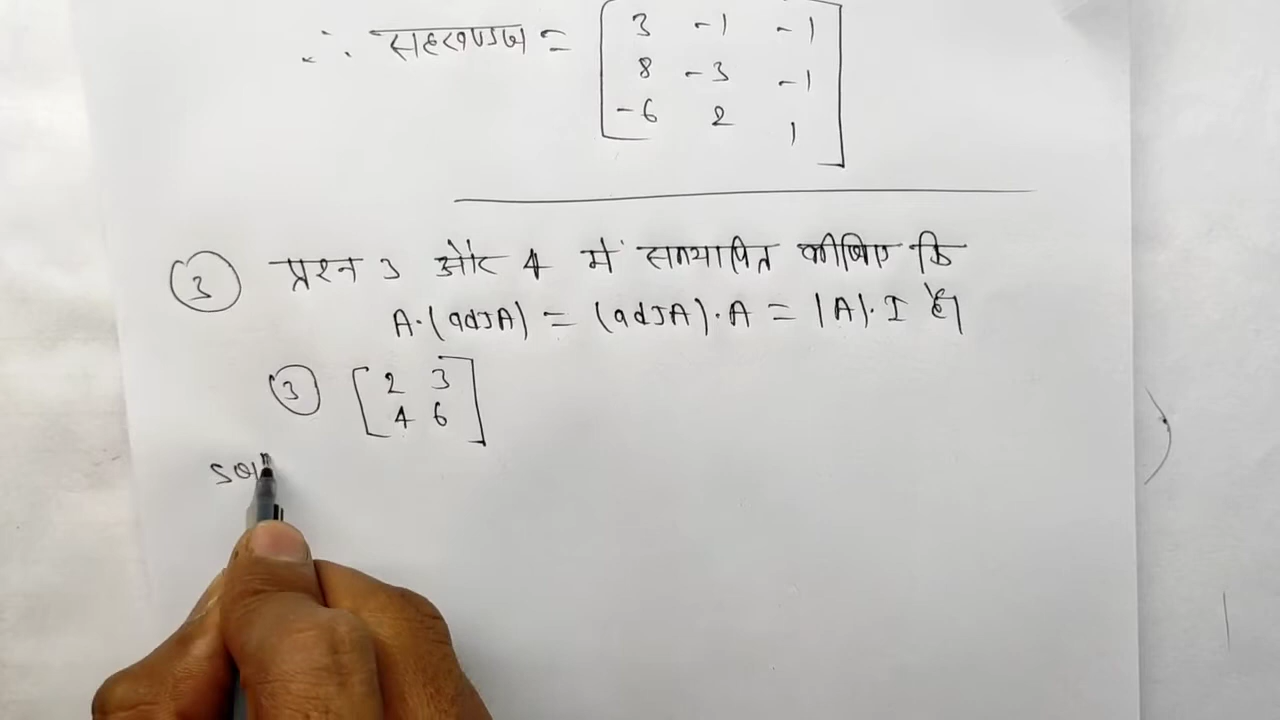 ∴ सहखण्डज = [ 3 -1 -1
8 -3 -1
-6 2 1 ]
③ प्रश्न 3 और 4 में सत्यापित कीजिए कि
A.(adJA) = (adJA).A = |A|.I है।
③ [ 2 3
4 6 ]
Solⁿ